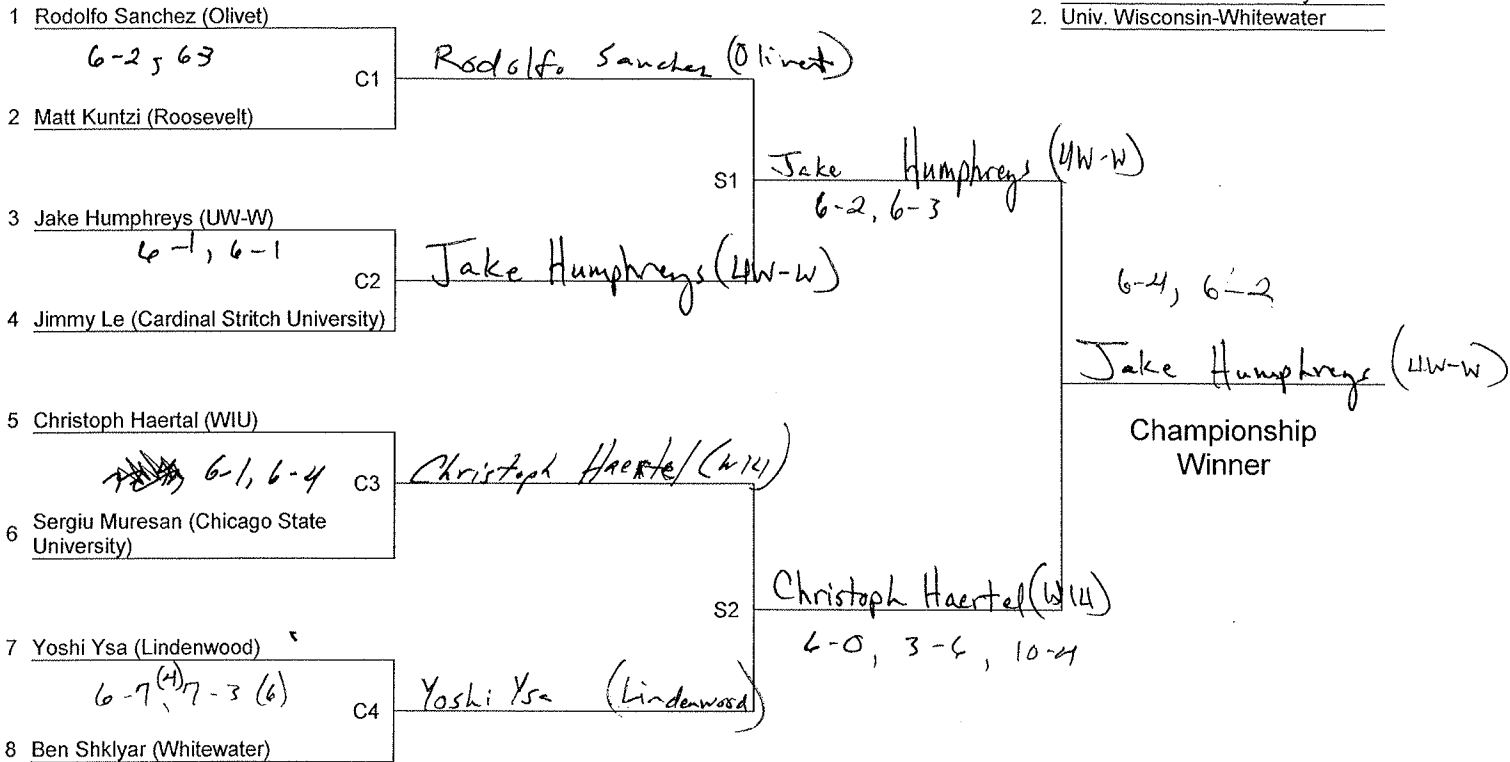 1 Rodolfo Sanchez (Olivet)
2. Univ. Wisconsin-Whitewater
6-2, 63
C1 Rodolfo Sanchez (Olivet)
2 Matt Kuntzi (Roosevelt)
S1 Jake Humphreys (UW-W)
6-2, 6-3
3 Jake Humphreys (UW-W)
6-1, 6-1
C2 Jake Humphreys (UW-W)
4 Jimmy Le (Cardinal Stritch University)
6-4, 6-2
Jake Humphreys (UW-W)
Championship
Winner
5 Christoph Haertal (WIU)
6-1, 6-4 C3 Christoph Haertel (WIU)
6 Sergiu Muresan (Chicago State
University)
S2 Christoph Haertel (WIU)
6-0, 3-6, 10-4
7 Yoshi Ysa (Lindenwood)
6-7 (4) 7-3 (6)
C4 Yoshi Ysa (Lindenwood)
8 Ben Shklyar (Whitewater)